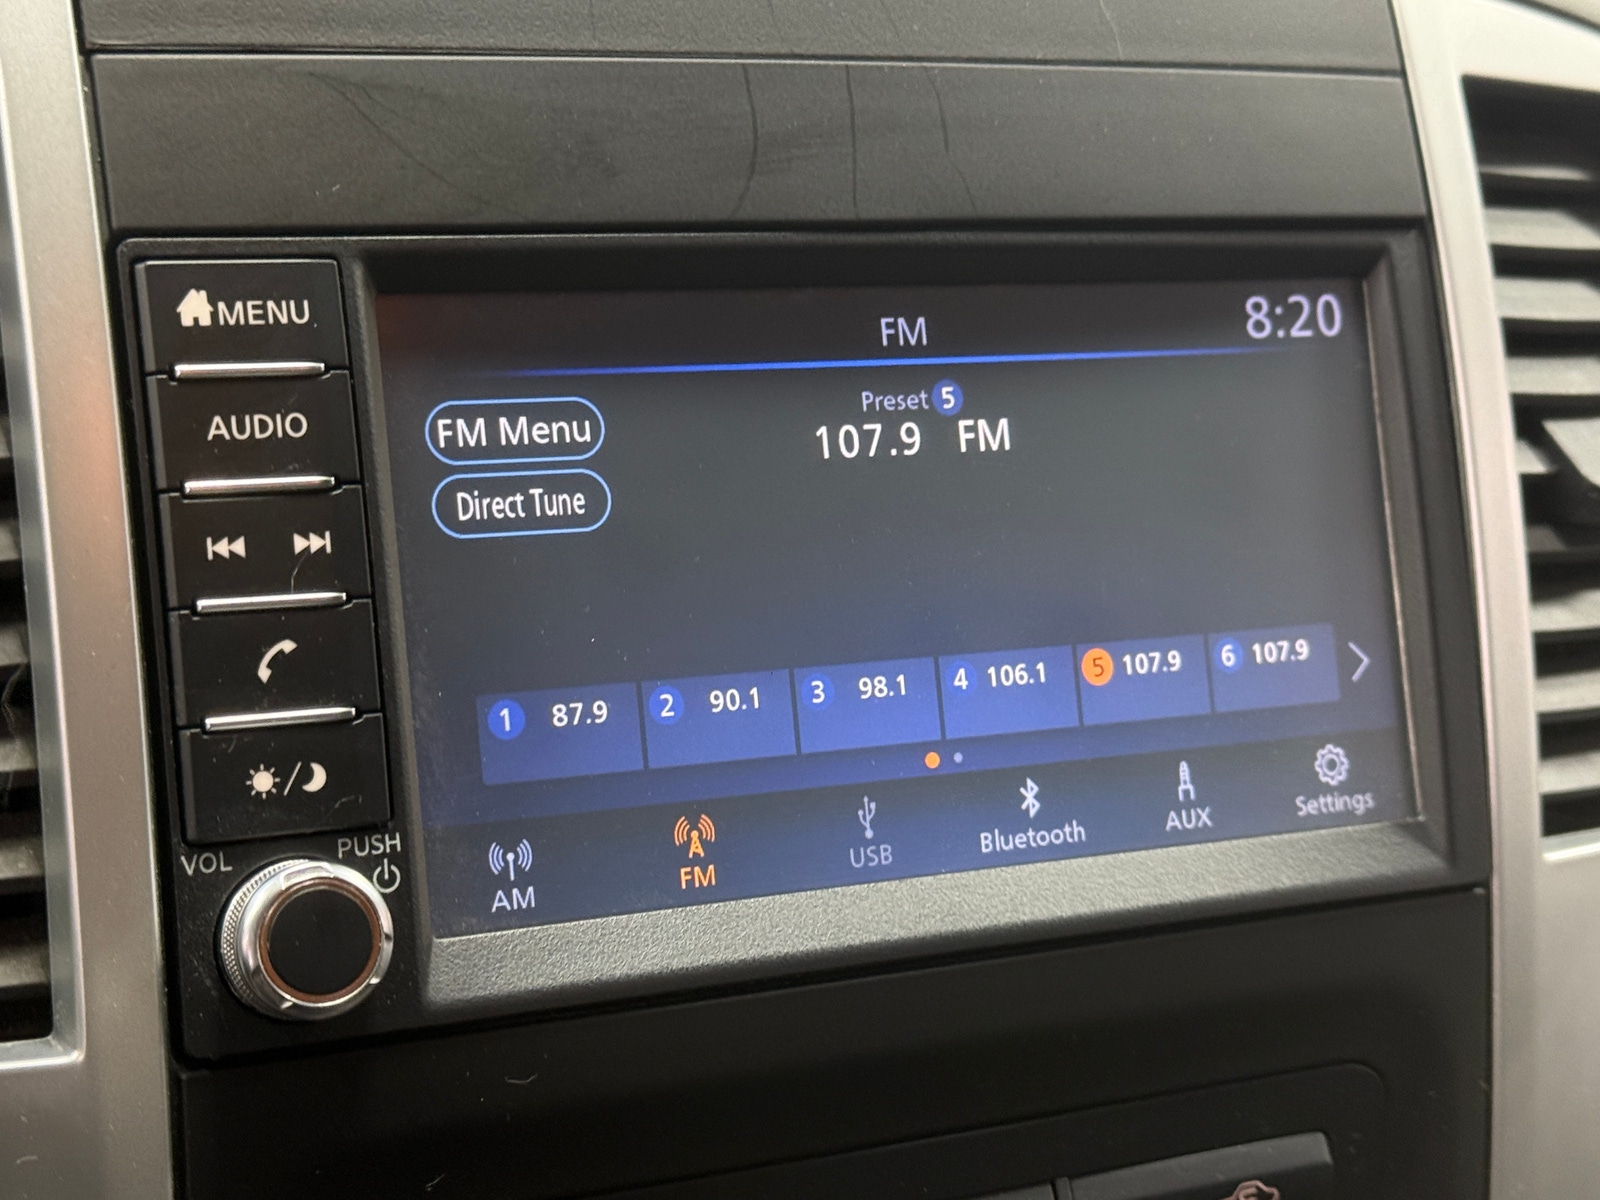 MENU
AUDIO
VOL
PUSH
FM
8:20
Preset 5
107.9 FM
FM Menu
Direct Tune
1 87.9
2 90.1
3 98.1
4 106.1
5 107.9
6 107.9
AM
FM
USB
Bluetooth
AUX
Settings